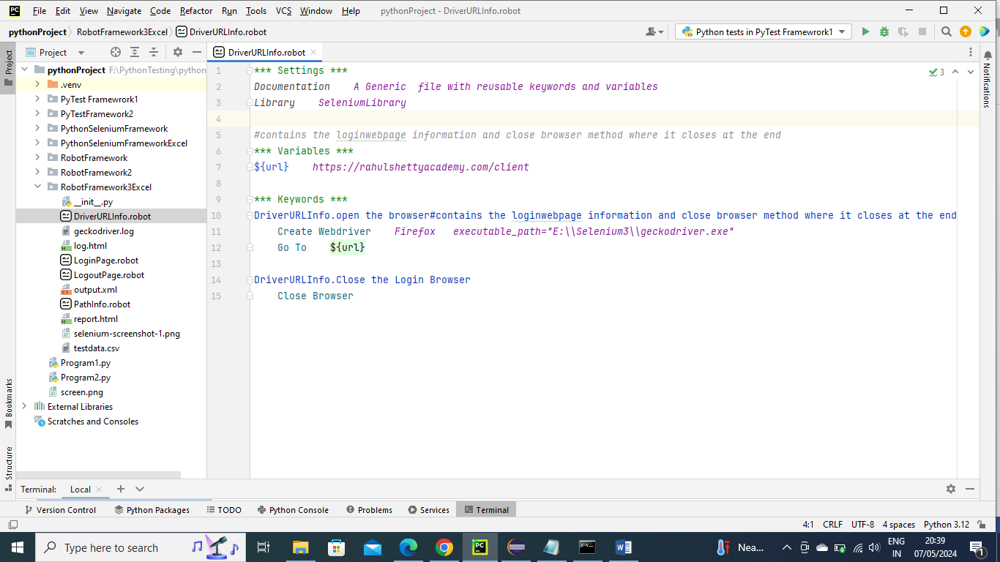 PC File Edit View Navigate Code Refactor Run Tools VCS Window Help pythonProject - DriverURLInfo.robot
pythonProject RobotFramework3Excel DriverURLInfo.robot Python tests in PyTest Framewrork1
Project
Project
DriverURLInfo.robot
pythonProject F:\PythonTesting\python
.venv
PyTest Framewrork1
PyTestFramework2
PythonSeleniumFramework
PythonSeleniumFrameworkExcel
RobotFramework
RobotFramework2
RobotFramework3Excel
__init__.py
DriverURLInfo.robot
geckodriver.log
log.html
LoginPage.robot
LogoutPage.robot
output.xml
PathInfo.robot
report.html
selenium-screenshot-1.png
testdata.csv
Program1.py
Program2.py
screen.png
External Libraries
Scratches and Consoles
1 *** Settings ***
2 Documentation A Generic file with reusable keywords and variables
3 Library SeleniumLibrary
4
5 #contains the loginwebpage information and close browser method where it closes at the end
6 *** Variables ***
7 ${url} https://rahulshettyacademy.com/client
8
9 *** Keywords ***
10 DriverURLInfo.open the browser#contains the loginwebpage information and close browser method where it closes at the end
11 Create Webdriver Firefox executable_path="E:\\Selenium3\\geckodriver.exe"
12 Go To ${url}
13
14 DriverURLInfo.Close the Login Browser
15 Close Browser
3
Notifications
Bookmarks
Structure
Terminal: Local
Version Control Python Packages TODO Python Console Problems Services Terminal
4:1 CRLF UTF-8 4 spaces Python 3.12
Type here to search
PC
W
Nea...
ENG
IN
20:39
07/05/2024
1